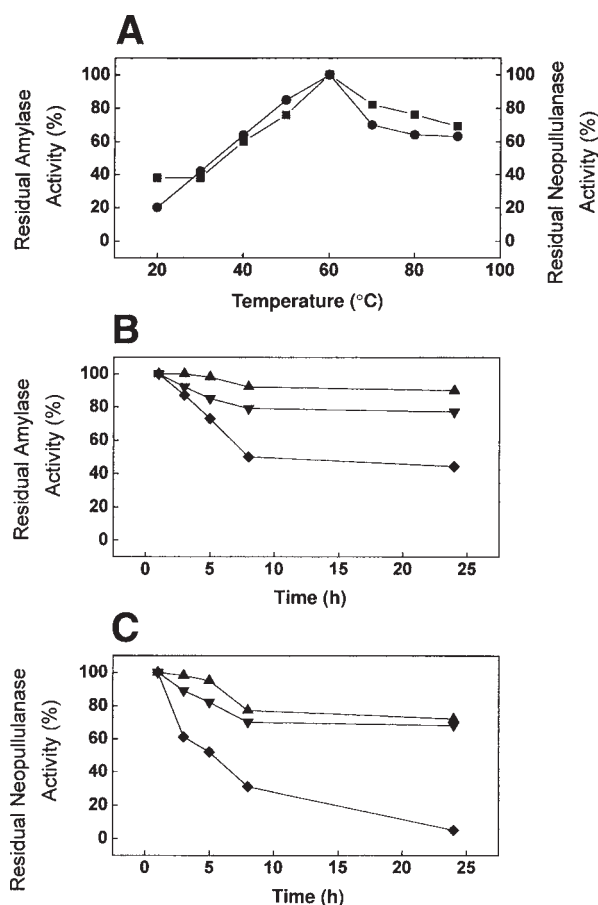 A
Residual Amylase
Activity (%)
100
80
60
40
20
0
100
80
60
40
20
0
Residual Neopullulanase
Activity (%)
20 40 60 80 100
Temperature (°C)
B
Residual Amylase
Activity (%)
100
80
60
40
20
0
0 5 10 15 20 25
Time (h)
C
Residual Neopullulanase
Activity (%)
100
80
60
40
20
0
0 5 10 15 20 25
Time (h)